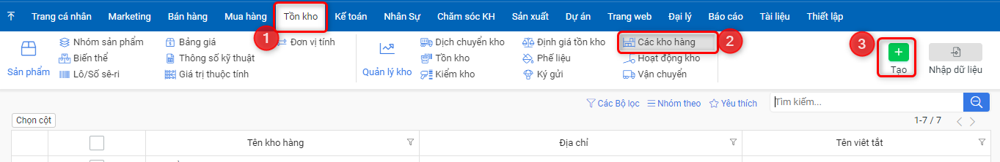 Trang cá nhân Marketing Bán hàng Mua hàng Tồn kho Kế toán Nhân Sự Chăm sóc KH Sản xuất Dự án Trang web Đại lý Báo cáo Tài liệu Thiết lập
1
Nhóm sản phẩm Bảng giá Đơn vị tính Dịch chuyển kho Định giá tồn kho Các kho hàng 2 3
Biến thể Thông số kỹ thuật Tồn kho Phế liệu Hoạt động kho
Sản phẩm Lô/Số sê-ri Giá trị thuộc tính Quản lý kho Kiểm kho Ký gửi Vận chuyển Tạo Nhập dữ liệu
Các Bộ lọc Nhóm theo Yêu thích Tìm kiếm...
Chọn cột 1-7 / 7
Tên kho hàng Địa chỉ Tên viêt tắt